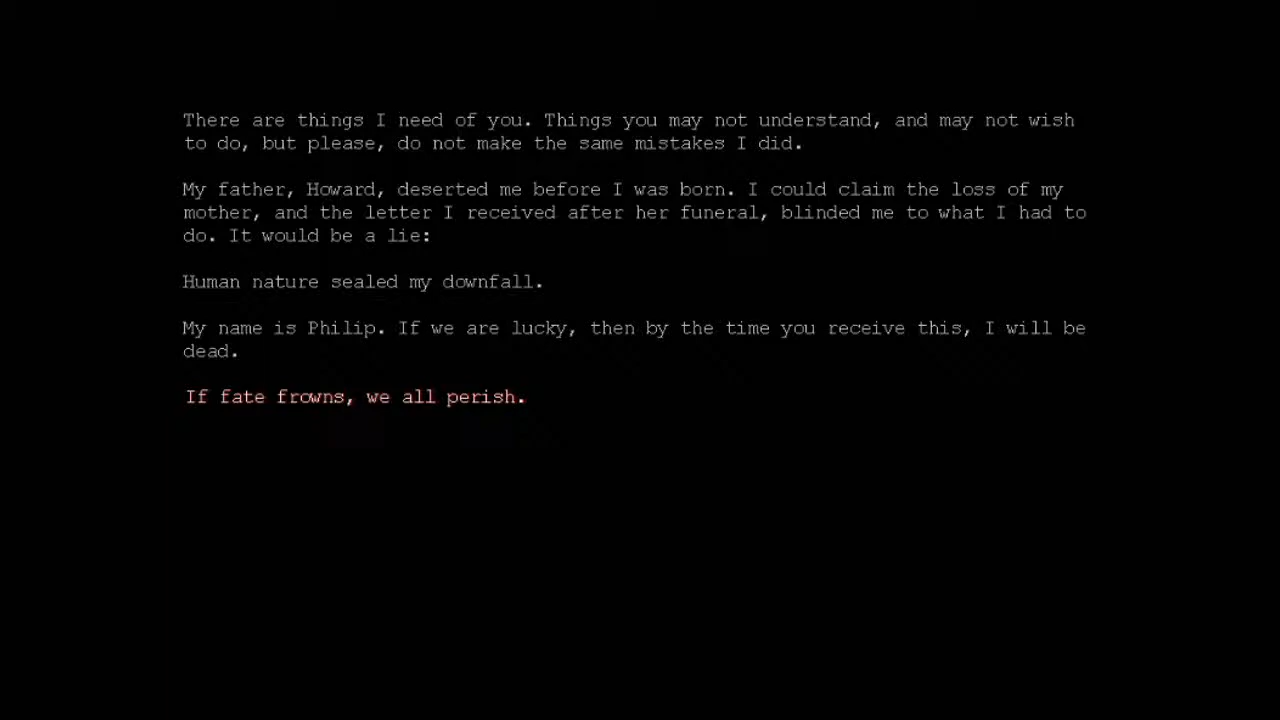 There are things I need of you. Things you may not understand, and may not wish
to do, but please, do not make the same mistakes I did.
My father, Howard, deserted me before I was born. I could claim the loss of my
mother, and the letter I received after her funeral, blinded me to what I had to
do. It would be a lie:
Human nature sealed my downfall.
My name is Philip. If we are lucky, then by the time you receive this, I will be
dead.
If fate frowns, we all perish.